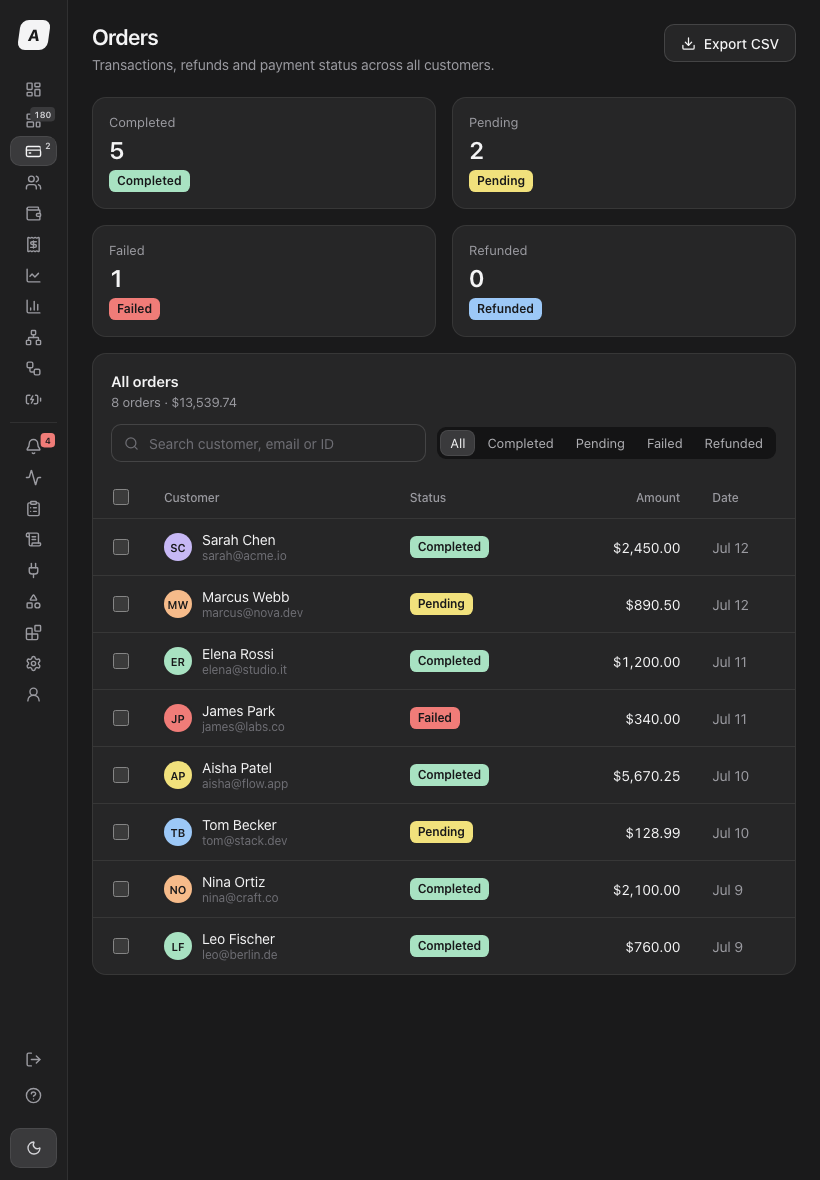 A
Orders
Transactions, refunds and payment status across all customers.
Export CSV
180
2
4
Completed
5
Completed
Pending
2
Pending
Failed
1
Failed
Refunded
0
Refunded
All orders
8 orders · $13,539.74
Search customer, email or ID
All Completed Pending Failed Refunded
Customer Status Amount Date
SC Sarah Chen Completed $2,450.00 Jul 12
sarah@acme.io
MW Marcus Webb Pending $890.50 Jul 12
marcus@nova.dev
ER Elena Rossi Completed $1,200.00 Jul 11
elena@studio.it
JP James Park Failed $340.00 Jul 11
james@labs.co
AP Aisha Patel Completed $5,670.25 Jul 10
aisha@flow.app
TB Tom Becker Pending $128.99 Jul 10
tom@stack.dev
NO Nina Ortiz Completed $2,100.00 Jul 9
nina@craft.co
LF Leo Fischer Completed $760.00 Jul 9
leo@berlin.de